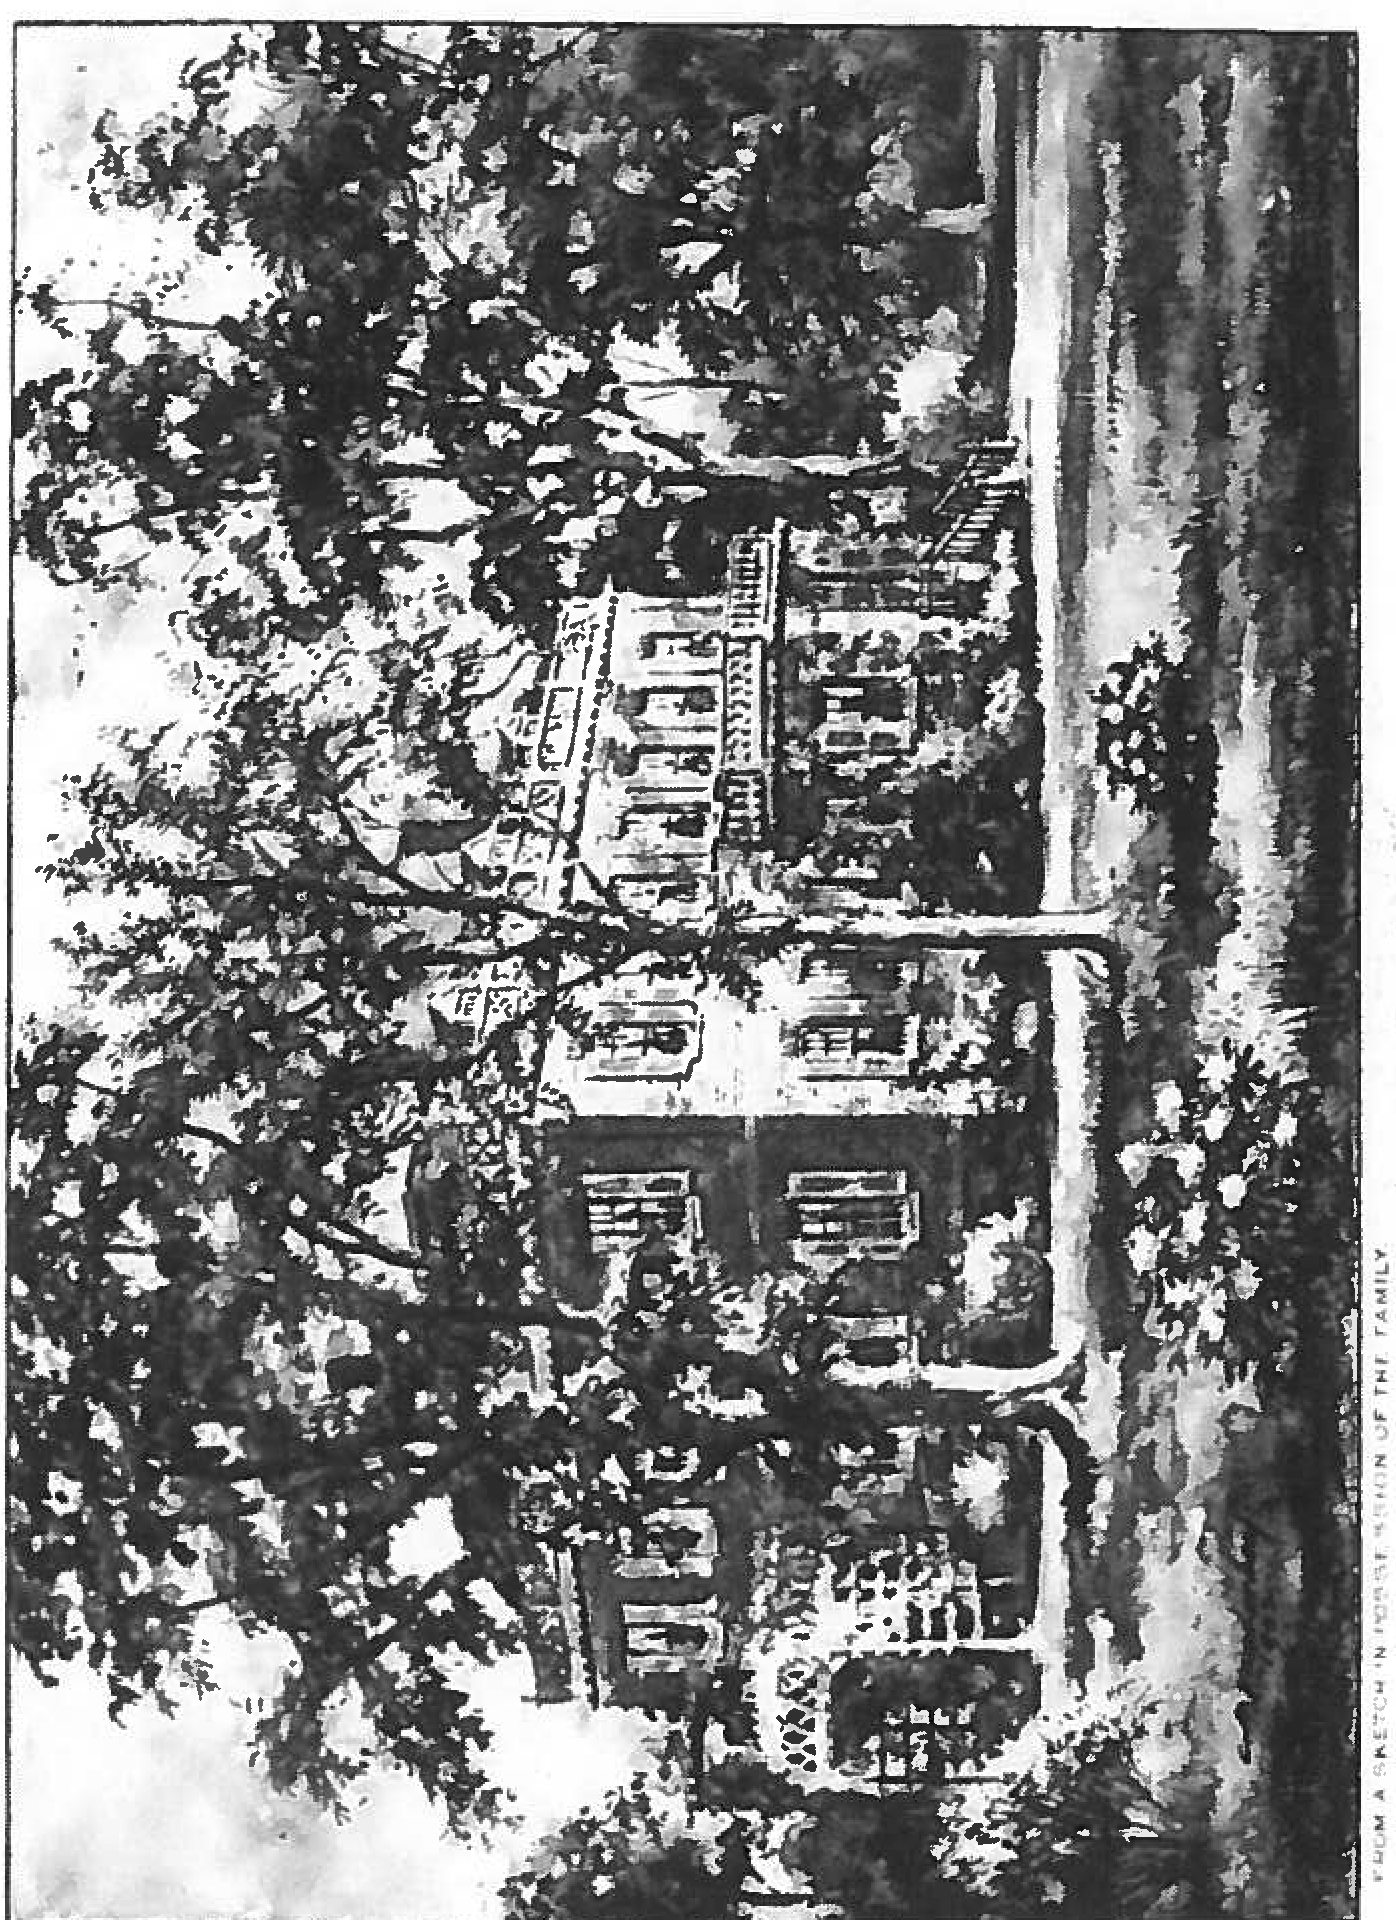 FROM A SKETCH IN POSSESSION OF THE FAMILY.